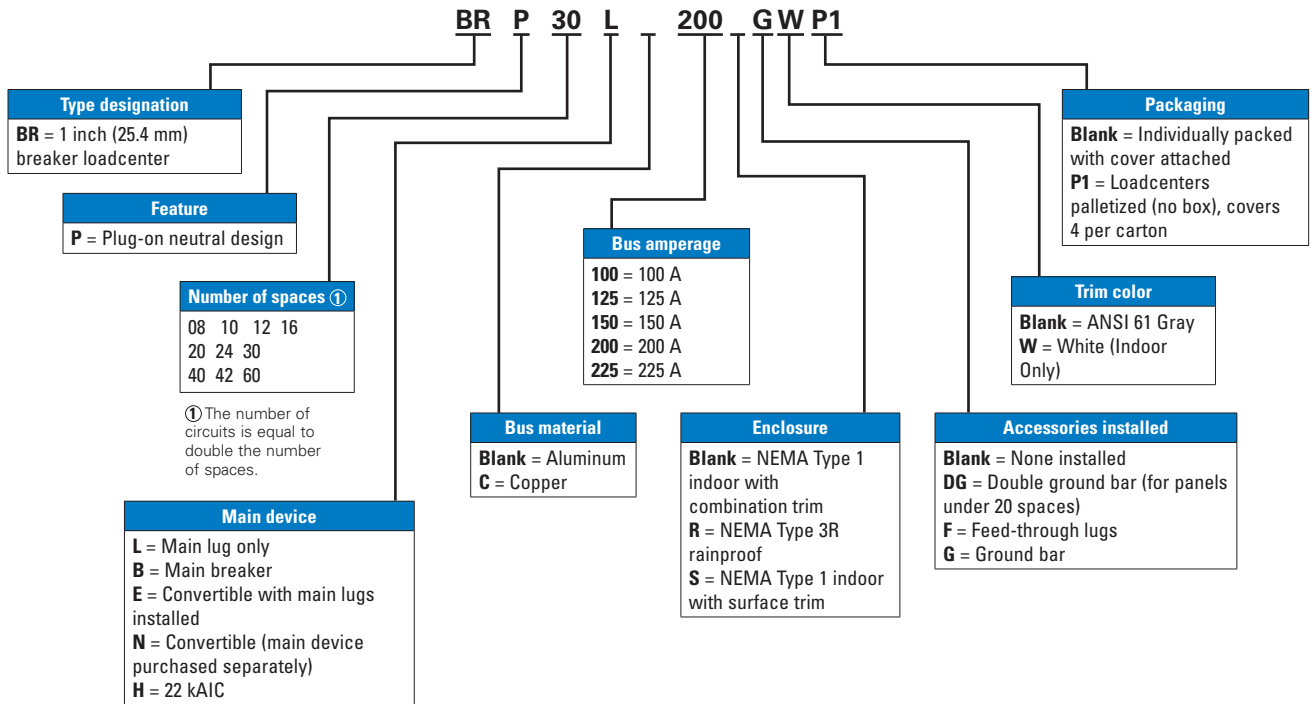 BR P 30 L 200 G W P1
Type designation
BR = 1 inch (25.4 mm)
breaker loadcenter
Feature
P = Plug-on neutral design
Number of spaces ①
08 10 12 16
20 24 30
40 42 60
① The number of
circuits is equal to
double the number
of spaces.
Main device
L = Main lug only
B = Main breaker
E = Convertible with main lugs
installed
N = Convertible (main device
purchased separately)
H = 22 kAIC
Bus material
Blank = Aluminum
C = Copper
Bus amperage
100 = 100 A
125 = 125 A
150 = 150 A
200 = 200 A
225 = 225 A
Enclosure
Blank = NEMA Type 1
indoor with
combination trim
R = NEMA Type 3R
rainproof
S = NEMA Type 1 indoor
with surface trim
Accessories installed
Blank = None installed
DG = Double ground bar (for panels
under 20 spaces)
F = Feed-through lugs
G = Ground bar
Trim color
Blank = ANSI 61 Gray
W = White (Indoor
Only)
Packaging
Blank = Individually packed
with cover attached
P1 = Loadcenters
palletized (no box), covers
4 per carton